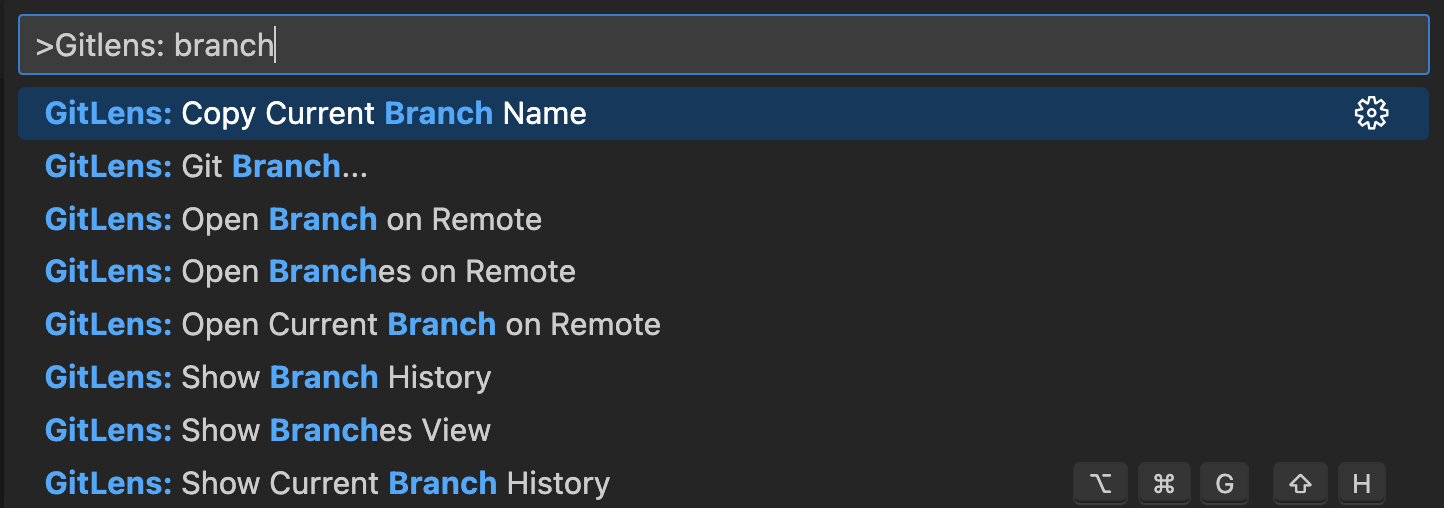 >Gitlens: branch
GitLens: Copy Current Branch Name
GitLens: Git Branch...
GitLens: Open Branch on Remote
GitLens: Open Branches on Remote
GitLens: Open Current Branch on Remote
GitLens: Show Branch History
GitLens: Show Branches View
GitLens: Show Current Branch History ⌥ ⌘ G ⇧ H